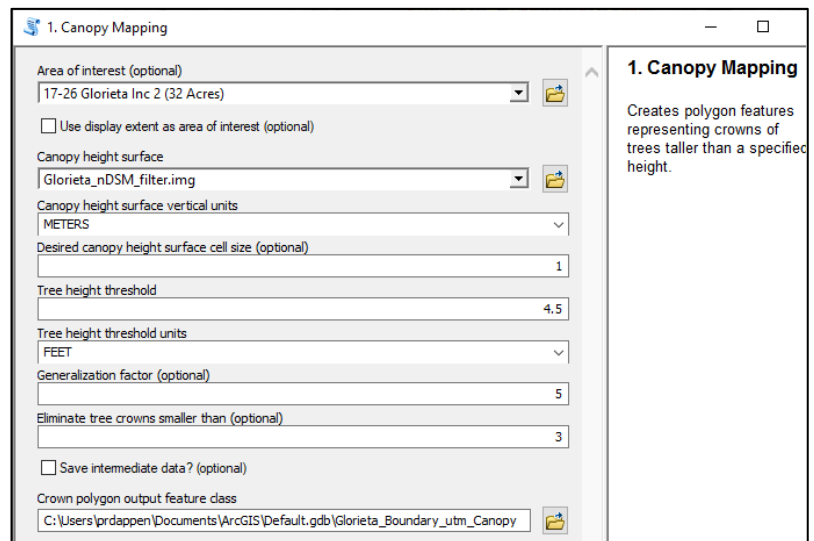 1. Canopy Mapping
Area of interest (optional)
17-26 Glorieta Inc 2 (32 Acres)
Use display extent as area of interest (optional)
Canopy height surface
Glorieta_nDSM_filter.img
Canopy height surface vertical units
METERS
Desired canopy height surface cell size (optional)
1
Tree height threshold
4.5
Tree height threshold units
FEET
Generalization factor (optional)
5
Eliminate tree crowns smaller than (optional)
3
Save intermediate data? (optional)
Crown polygon output feature class
C:\Users\prdappen\Documents\ArcGIS\Default.gdb\Glorieta_Boundary_utm_Canopy
1. Canopy Mapping
Creates polygon features
representing crowns of
trees taller than a specified
height.